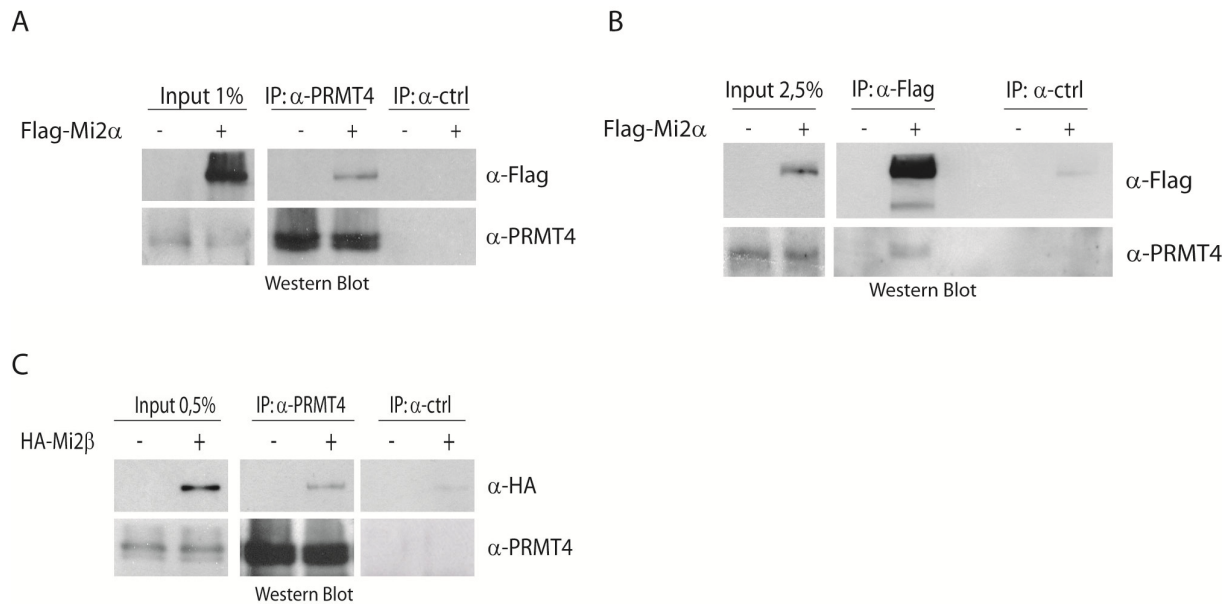 A
Input 1% IP: α-PRMT4 IP: α-ctrl
Flag-Mi2α - + - + - +
α-Flag
α-PRMT4
Western Blot
B
Input 2,5% IP: α-Flag IP: α-ctrl
Flag-Mi2α - + - + - +
α-Flag
α-PRMT4
Western Blot
C
Input 0,5% IP: α-PRMT4 IP: α-ctrl
HA-Mi2β - + - + - +
α-HA
α-PRMT4
Western Blot